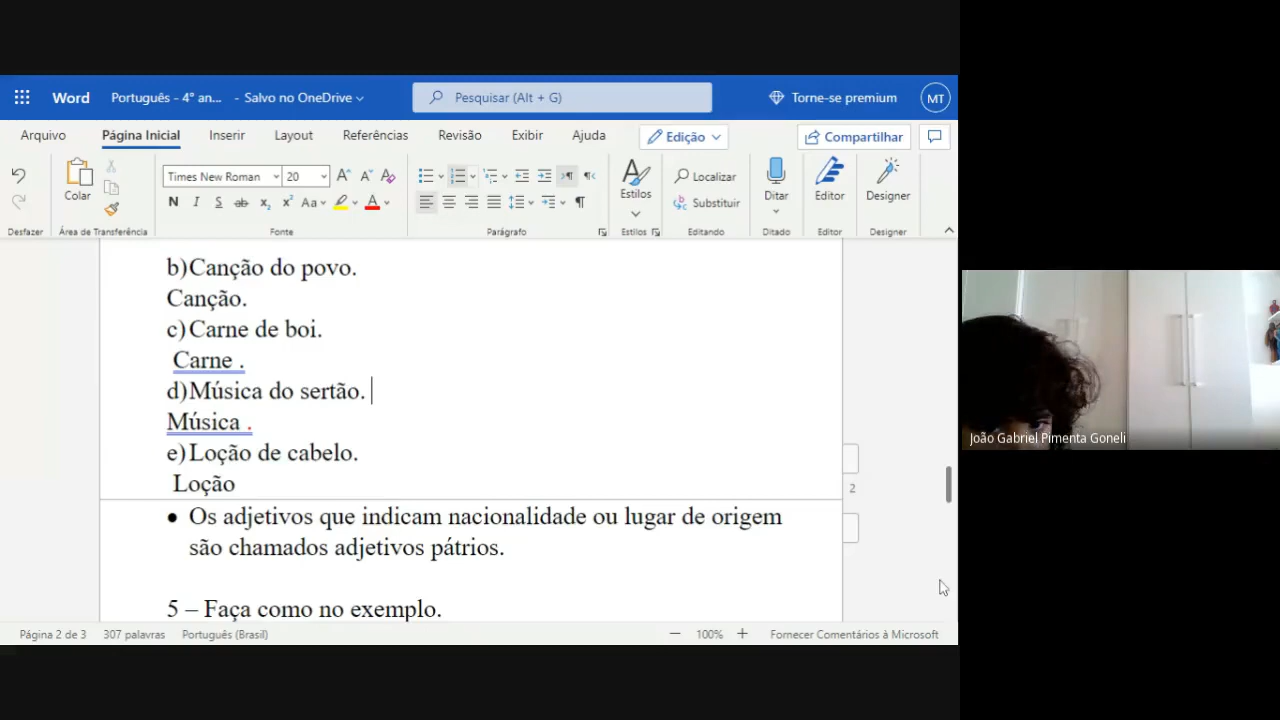 Word Português - 4° an... - Salvo no OneDrive Pesquisar (Alt + G) Torne-se premium MT
Arquivo Página Inicial Inserir Layout Referências Revisão Exibir Ajuda Edição Compartilhar
Colar Times New Roman 20 A A A Estilos Localizar Ditar Editor Designer
N I S ab x₂ x² Aa A Substituir
Desfazer Área de Transferência Fonte Parágrafo Estilos Editando Ditado Editor Designer
b) Canção do povo.
Canção.
c) Carne de boi.
Carne .
d) Música do sertão.
Música .
e) Loção de cabelo.
Loção
2
• Os adjetivos que indicam nacionalidade ou lugar de origem
são chamados adjetivos pátrios.
5 – Faça como no exemplo.
Página 2 de 3 307 palavras Português (Brasil) 100% Fornecer Comentários à Microsoft
João Gabriel Pimenta Goneli